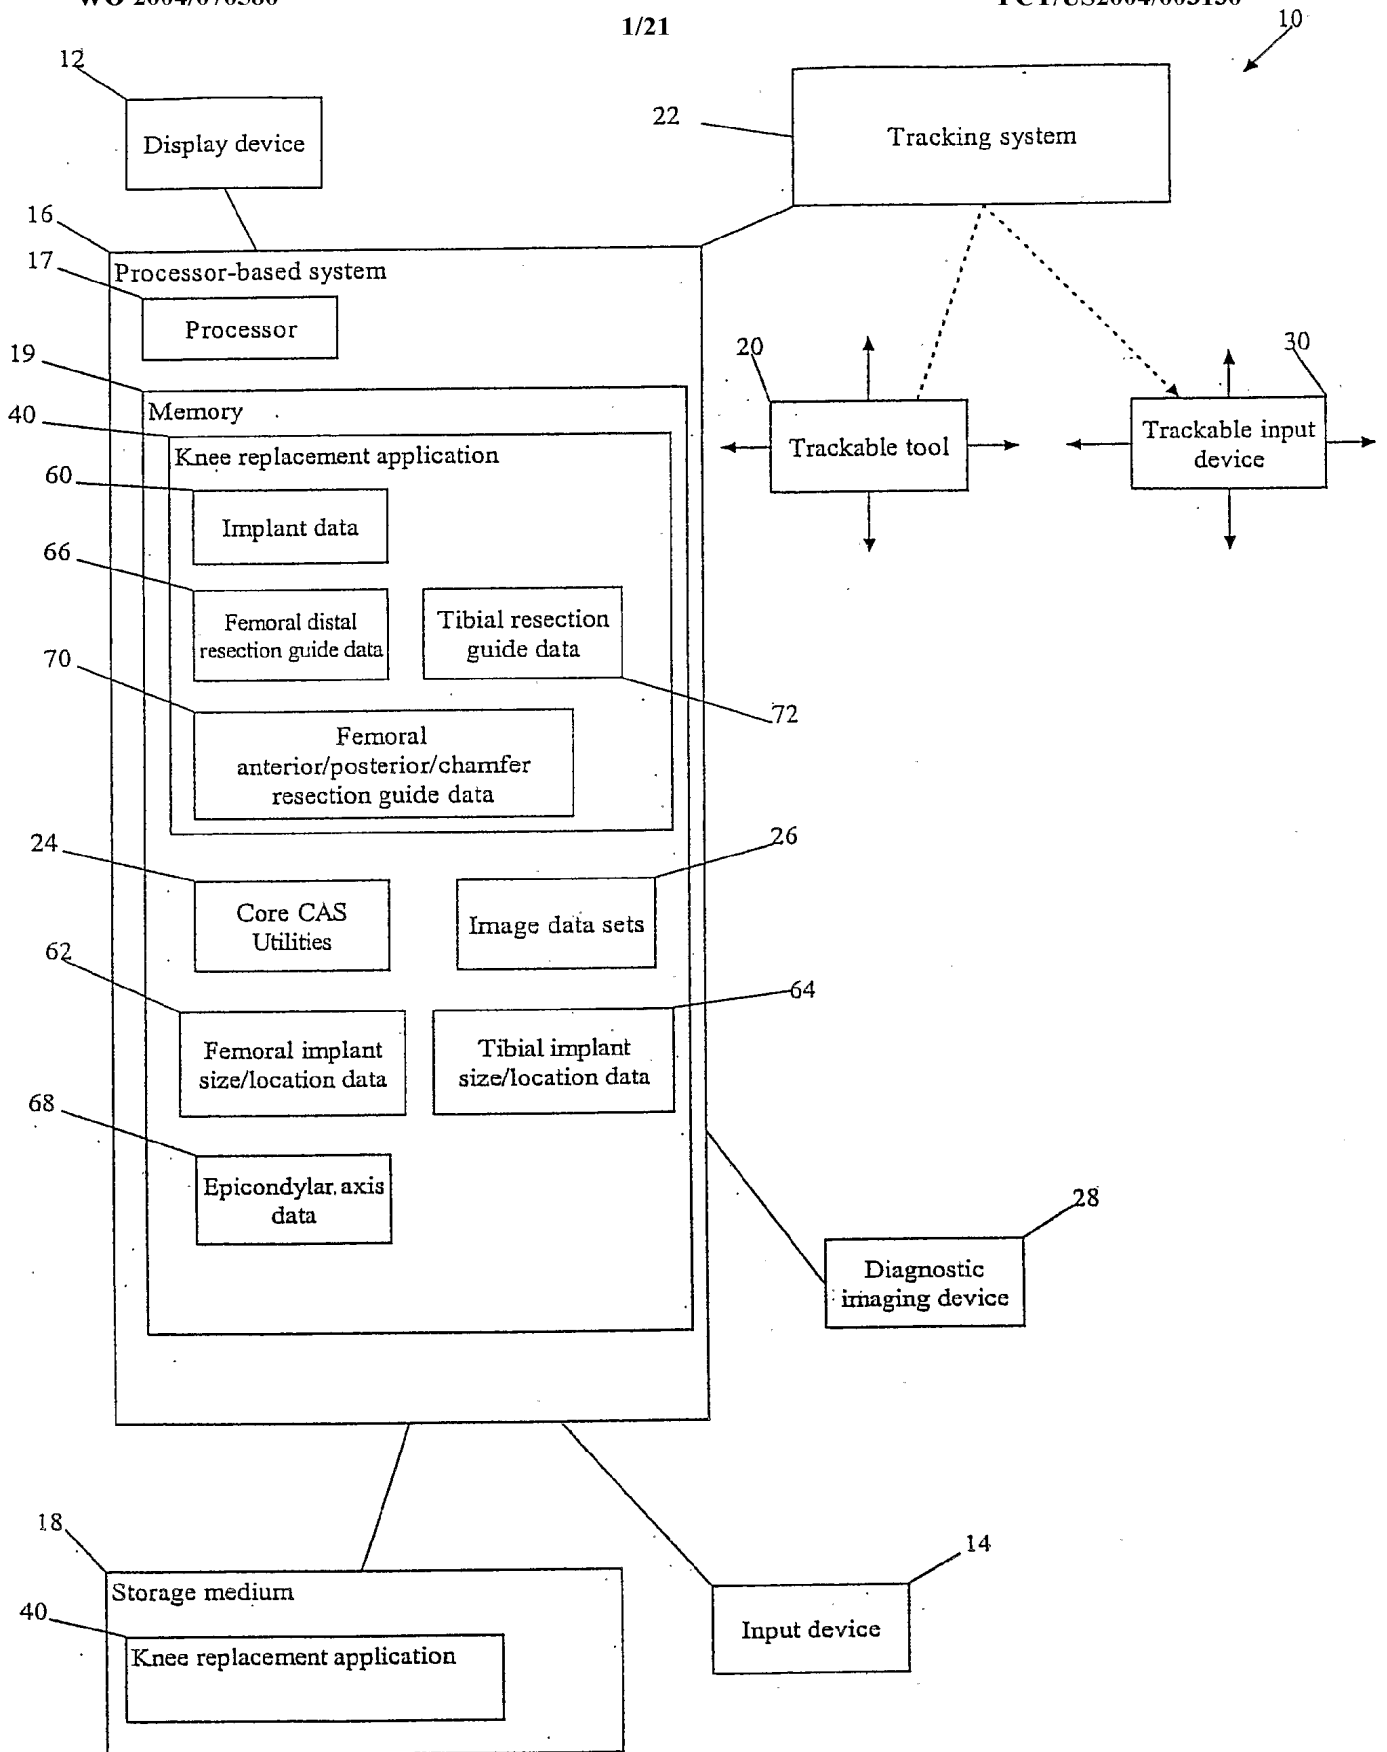 1/21
10
12
Display device
22
Tracking system
16
Processor-based system
17
Processor
19
Memory
40
Knee replacement application
60
Implant data
66
Femoral distal
resection guide data
Tibial resection
guide data
72
70
Femoral
anterior/posterior/chamfer
resection guide data
20
Trackable tool
30
Trackable input
device
24
Core CAS
Utilities
26
Image data sets
62
Femoral implant
size/location data
64
Tibial implant
size/location data
68
Epicondylar axis
data
28
Diagnostic
imaging device
18
Storage medium
40
Knee replacement application
14
Input device